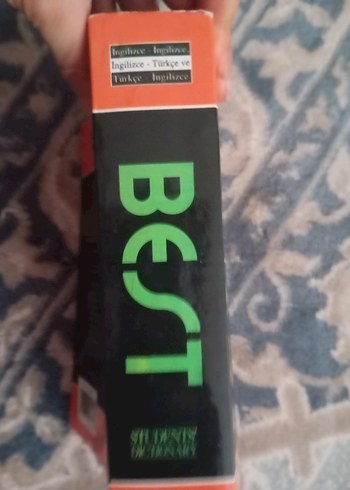 İngilizce - İngilizce,
İngilizce - Türkçe ve
Türkçe - İngilizce
BEST
STUDENTS'
DICTIONARY